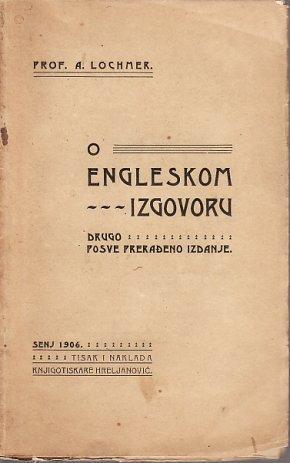 PROF. A. LOCHMER.
O
ENGLESKOM
~~~IZGOVORU
DRUGO
POSVE PRERAĐENO IZDANJE.
SENJ 1906.
TISAK I NAKLADA
KNJIGOTISKARE HRELJANOVIĆ.